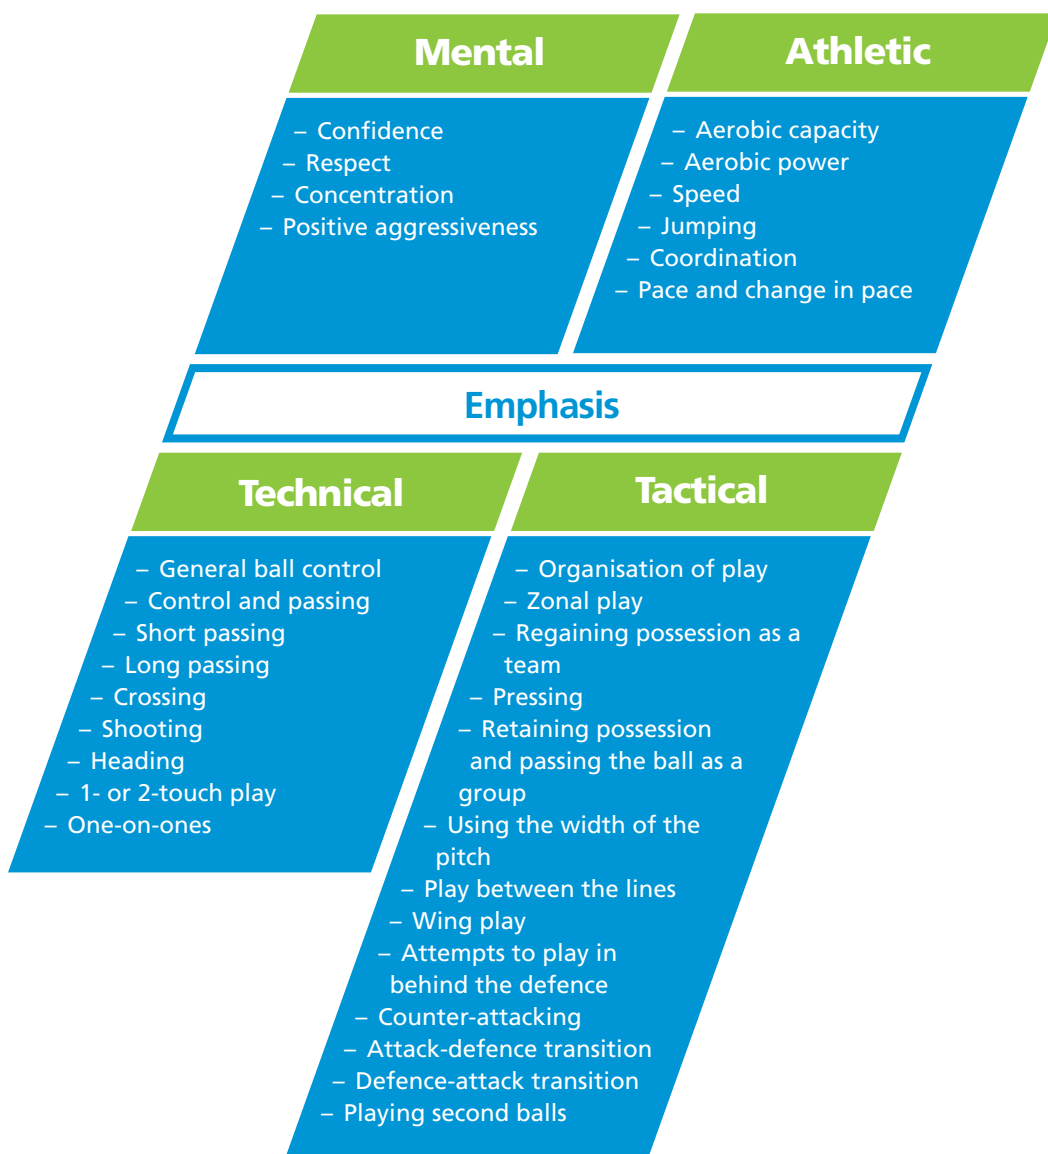 Mental
– Confidence
– Respect
– Concentration
– Positive aggressiveness
Athletic
– Aerobic capacity
– Aerobic power
– Speed
– Jumping
– Coordination
– Pace and change in pace
Emphasis
Technical
– General ball control
– Control and passing
– Short passing
– Long passing
– Crossing
– Shooting
– Heading
– 1- or 2-touch play
– One-on-ones
Tactical
– Organisation of play
– Zonal play
– Regaining possession as a
team
– Pressing
– Retaining possession
and passing the ball as a
group
– Using the width of the
pitch
– Play between the lines
– Wing play
– Attempts to play in
behind the defence
– Counter-attacking
– Attack-defence transition
– Defence-attack transition
– Playing second balls